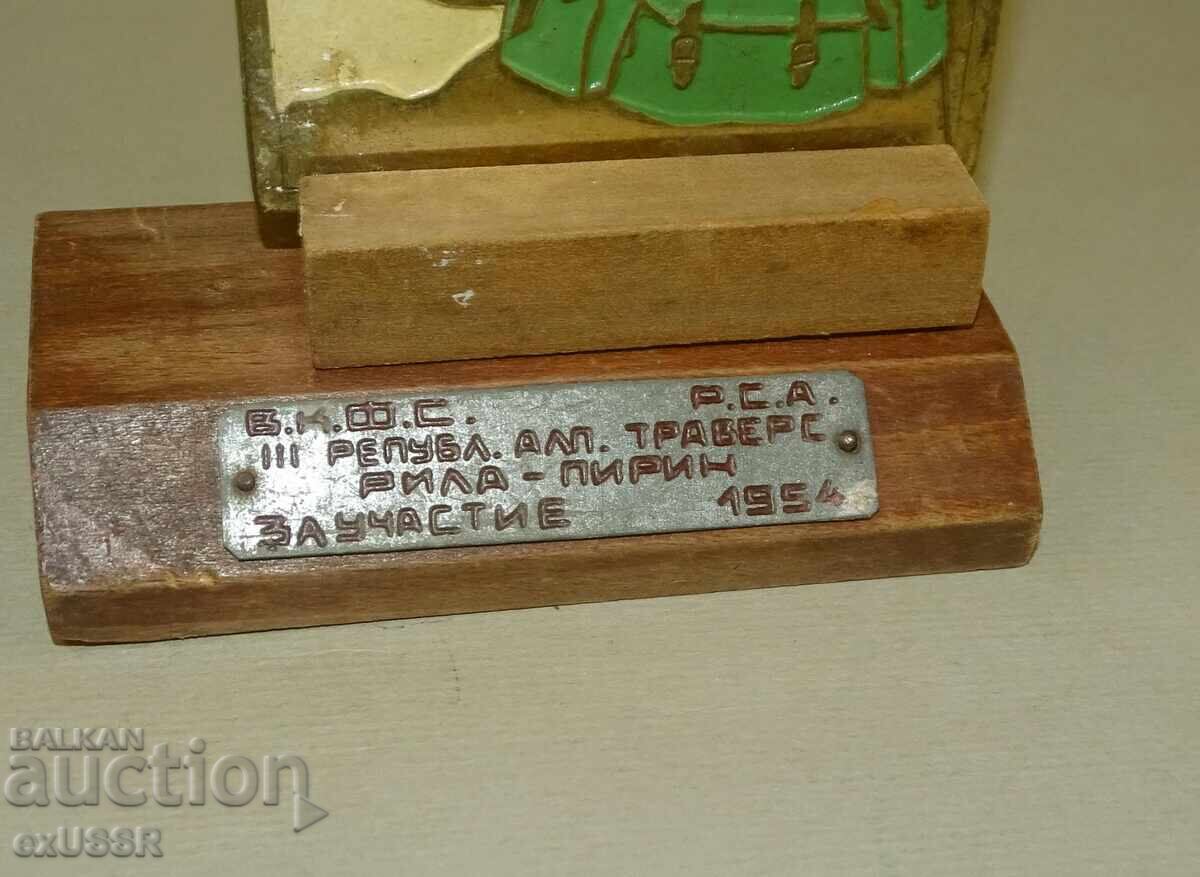 В.К.Ф.С. Р.С.А.
III РЕПУБЛ. АЛП. ТРАВЕРС
РИЛА - ПИРИН
ЗА УЧАСТИЕ 1954
BALKAN
auction
exUSSR